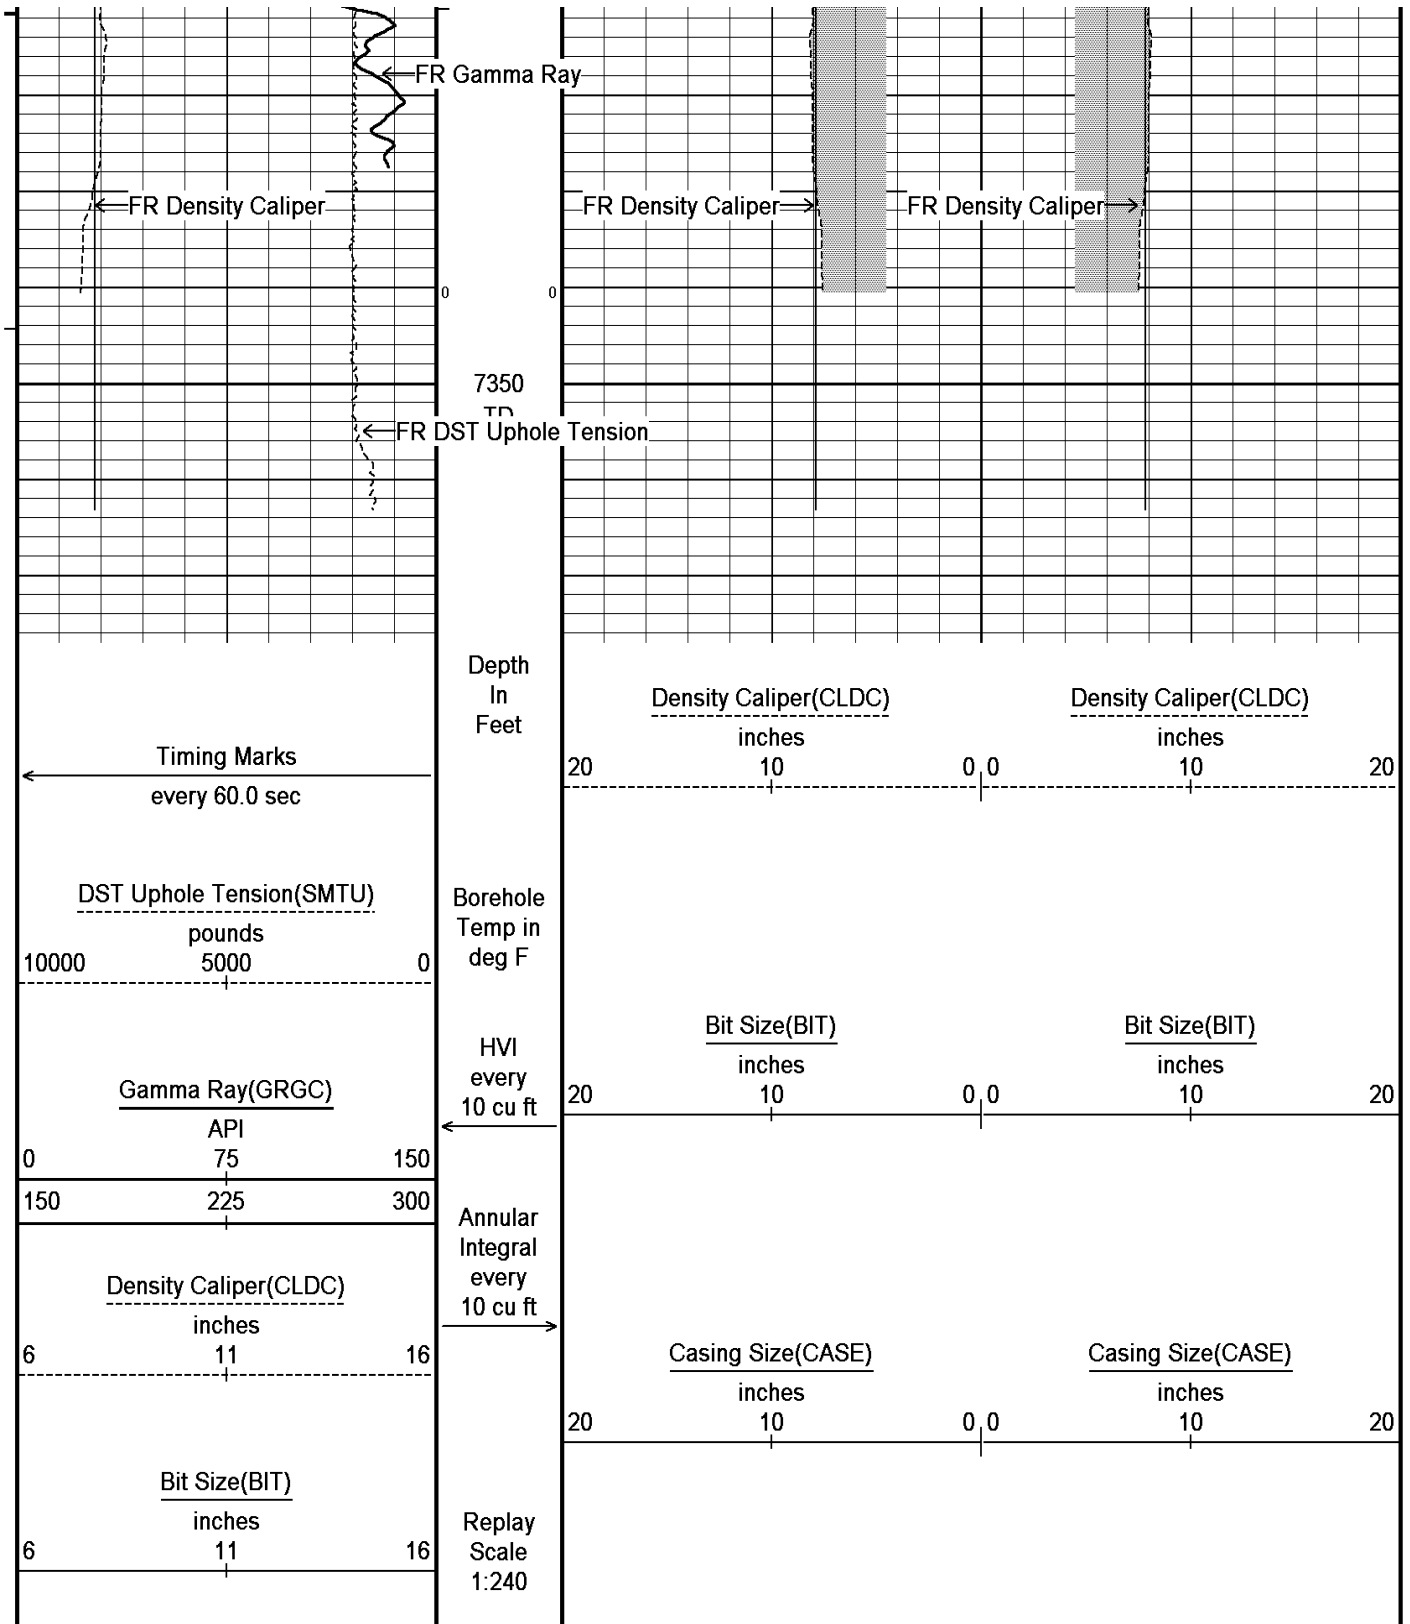 FR Gamma Ray
FR Density Caliper
FR Density Caliper
FR Density Caliper
0
0
7350
TD
FR DST Uphole Tension
Depth
In
Feet
Timing Marks
every 60.0 sec
DST Uphole Tension(SMTU)
pounds
10000 5000 0
Borehole
Temp in
deg F
Gamma Ray(GRGC)
API
0 75 150
150 225 300
HVI
every
10 cu ft
Annular
Integral
every
10 cu ft
Density Caliper(CLDC)
inches
6 11 16
Bit Size(BIT)
inches
6 11 16
Replay
Scale
1:240
Density Caliper(CLDC)
inches
20 10 0
Density Caliper(CLDC)
inches
0 10 20
Bit Size(BIT)
inches
20 10 0
Bit Size(BIT)
inches
0 10 20
Casing Size(CASE)
inches
20 10 0
Casing Size(CASE)
inches
0 10 20